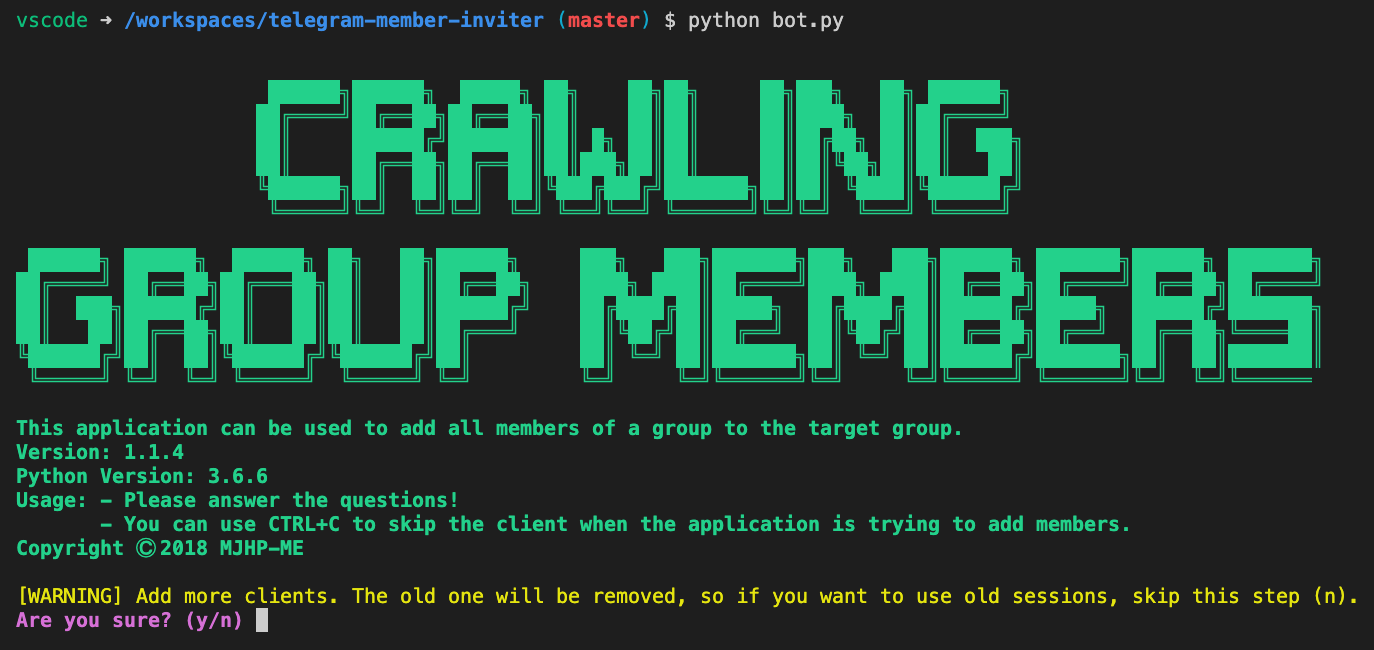 vscode ➜ /workspaces/telegram-member-inviter (master) $ python bot.py
CRAWLING
GROUP MEMBERS
This application can be used to add all members of a group to the target group.
Version: 1.1.4
Python Version: 3.6.6
Usage: - Please answer the questions!
- You can use CTRL+C to skip the client when the application is trying to add members.
Copyright ©2018 MJHP-ME
[WARNING] Add more clients. The old one will be removed, so if you want to use old sessions, skip this step (n).
Are you sure? (y/n)